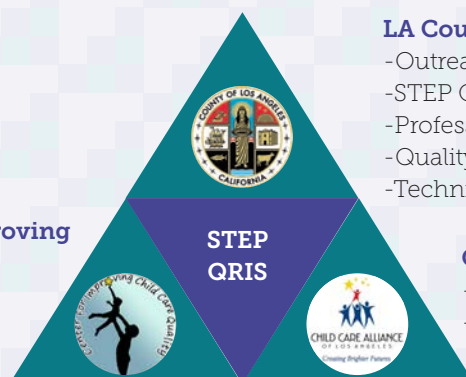 LA Cou
-Outrea
-STEP
-Profes
-Quality
-Techni
COUNTY OF LOS ANGELES
CALIFORNIA
roving
STEP
QRIS
Center for Improving Child Care Quality
CHILD CARE ALLIANCE
OF LOS ANGELES
Creating Brighter Futures